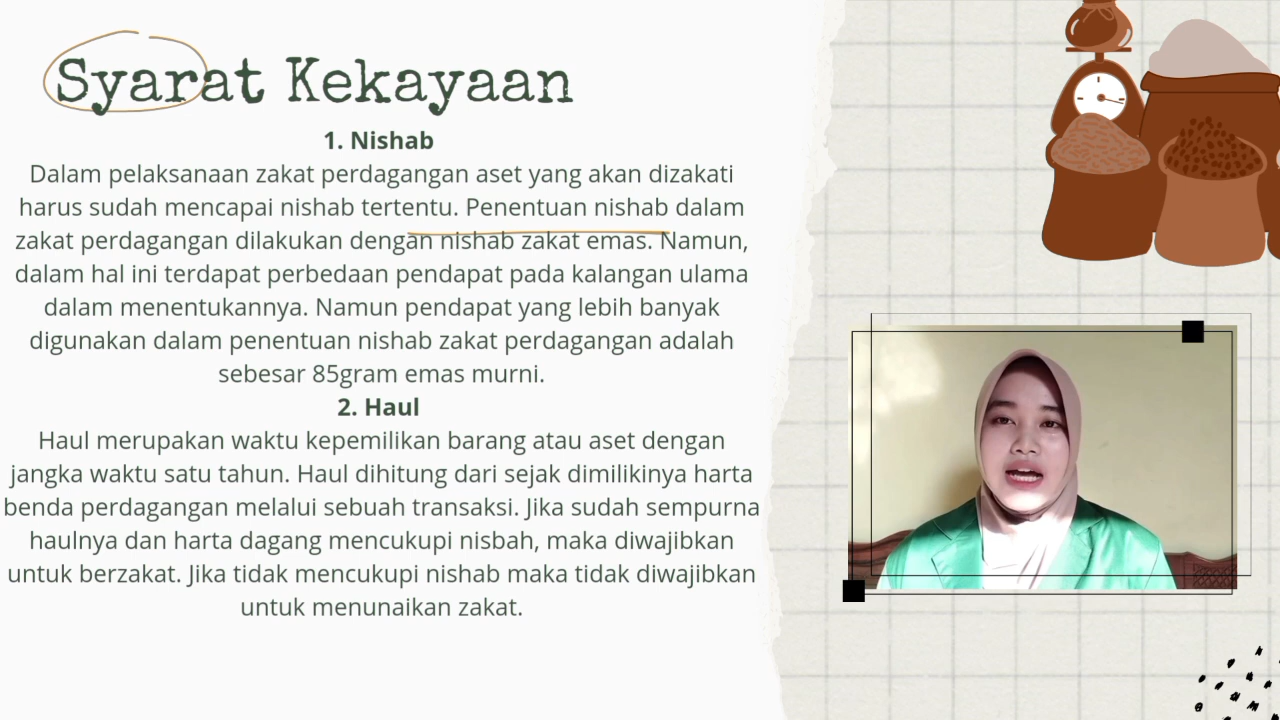 Syarat Kekayaan
1. Nishab
Dalam pelaksanaan zakat perdagangan aset yang akan dizakati
harus sudah mencapai nishab tertentu. Penentuan nishab dalam
zakat perdagangan dilakukan dengan nishab zakat emas. Namun,
dalam hal ini terdapat perbedaan pendapat pada kalangan ulama
dalam menentukannya. Namun pendapat yang lebih banyak
digunakan dalam penentuan nishab zakat perdagangan adalah
sebesar 85gram emas murni.
2. Haul
Haul merupakan waktu kepemilikan barang atau aset dengan
jangka waktu satu tahun. Haul dihitung dari sejak dimilikinya harta
benda perdagangan melalui sebuah transaksi. Jika sudah sempurna
haulnya dan harta dagang mencukupi nisbah, maka diwajibkan
untuk berzakat. Jika tidak mencukupi nishab maka tidak diwajibkan
untuk menunaikan zakat.